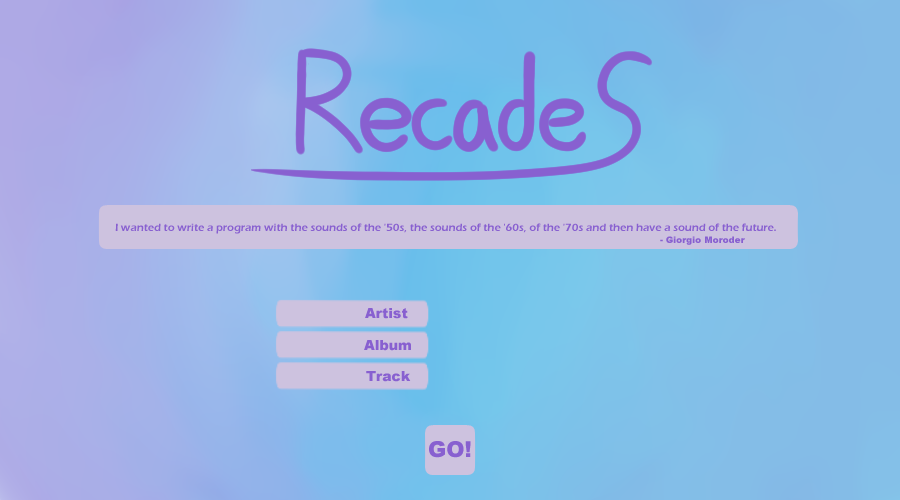 RecadeS
I wanted to write a program with the sounds of the '50s, the sounds of the '60s, of the '70s and then have a sound of the future.
- Giorgio Moroder
Artist
Album
Track
GO!